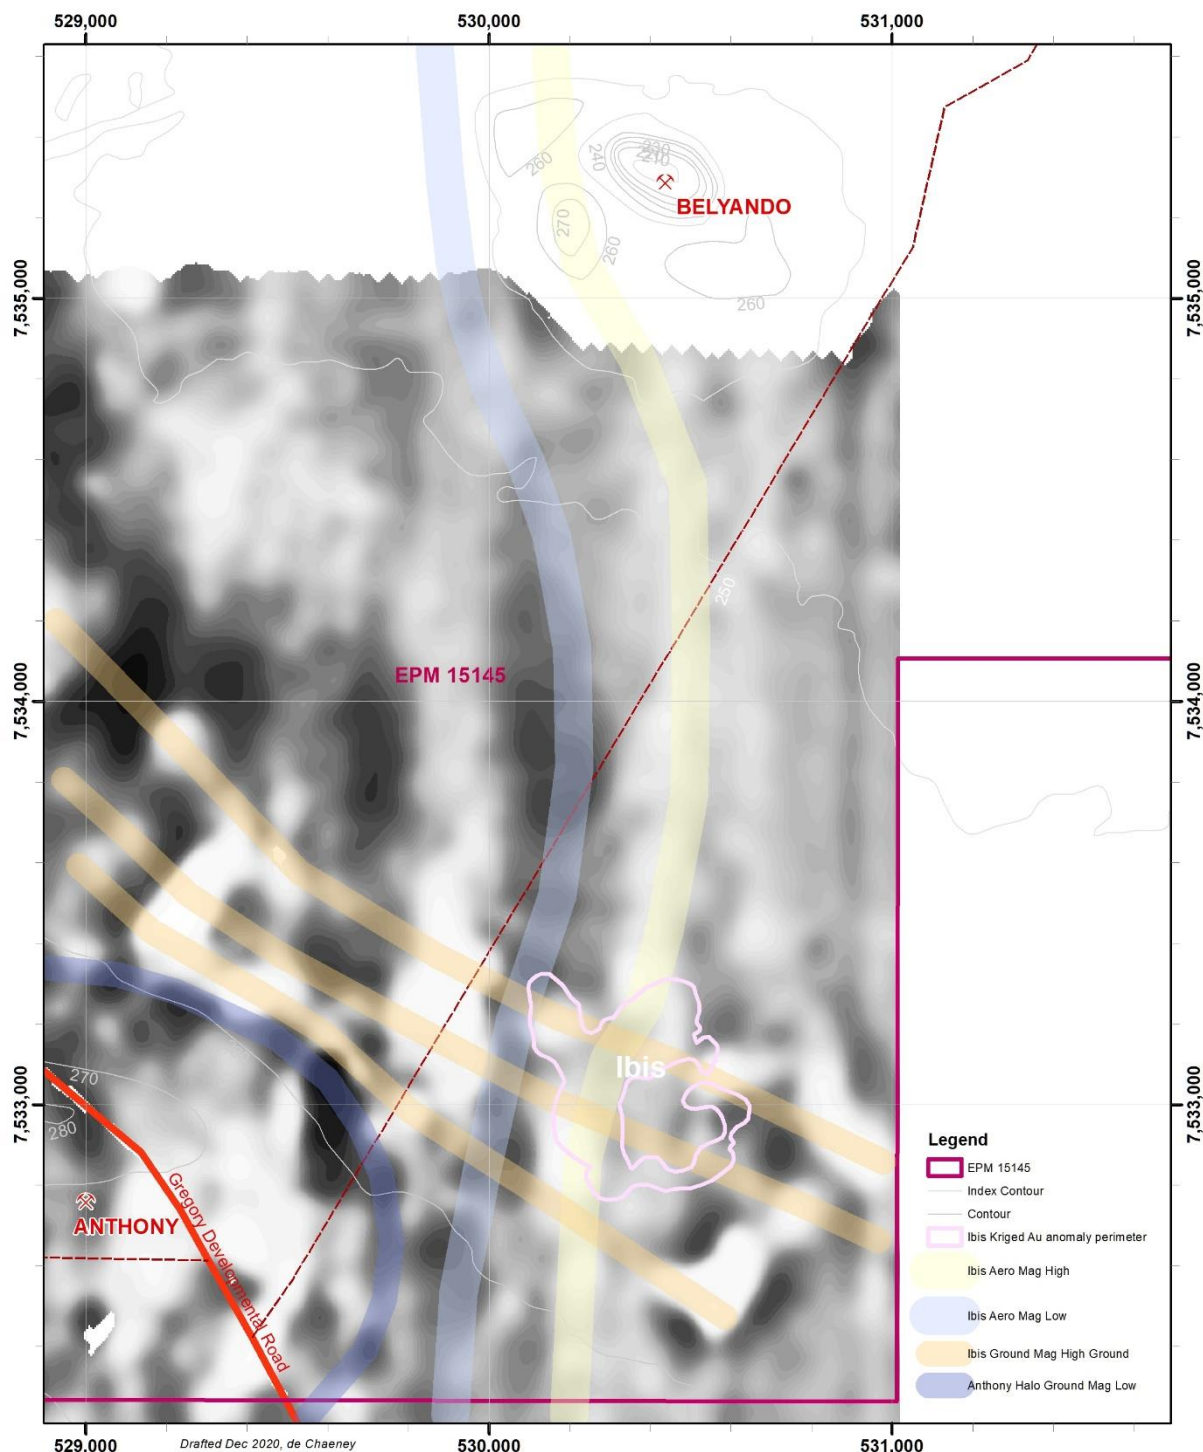 529,000 530,000 531,000
260
240
230
220
210
BELYANDO
270
260
260
7,535,000
7,535,000
250
EPM 15145
7,534,000
7,534,000
Ibis
270
7,533,000
7,533,000
280
ANTHONY
Gregory Developmental Road
Legend
EPM 15145
Index Contour
Contour
Ibis Kriged Au anomaly perimeter
Ibis Aero Mag High
Ibis Aero Mag Low
Ibis Ground Mag High Ground
Anthony Halo Ground Mag Low
529,000 530,000 531,000
Drafted Dec 2020, de Chaeney